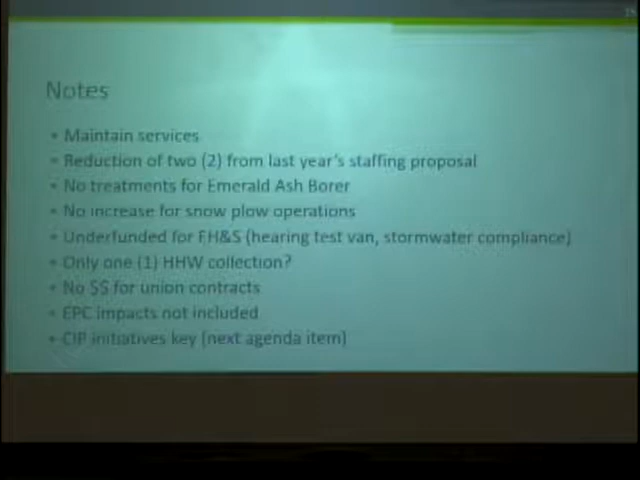 Notes
• Maintain services
• Reduction of two (2) from last year's staffing proposal
• No treatments for Emerald Ash Borer
• No increase for snow plow operations
• Underfunded for EH&S (hearing test van, stormwater compliance)
• Only one (1) HHW collection?
• No $$ for union contracts
• EPC impacts not included
• CIP initiatives key (next agenda item)